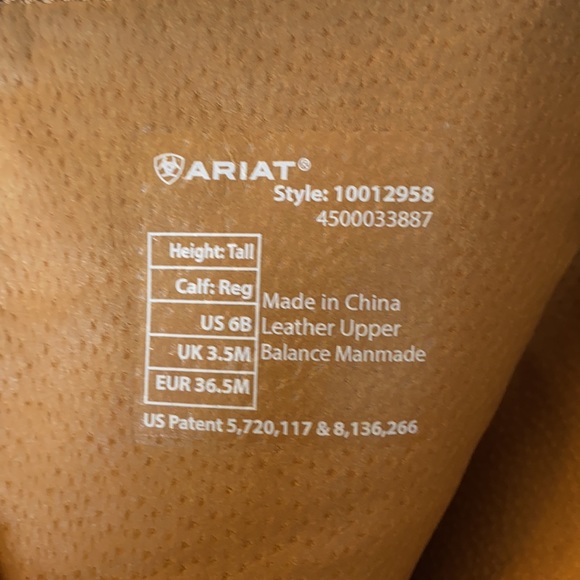 ARIAT®
Style: 10012958
4500033887
Height: Tall
Calf: Reg
US 6B
UK 3.5M
EUR 36.5M
Made in China
Leather Upper
Balance Manmade
US Patent 5,720,117 & 8,136,266